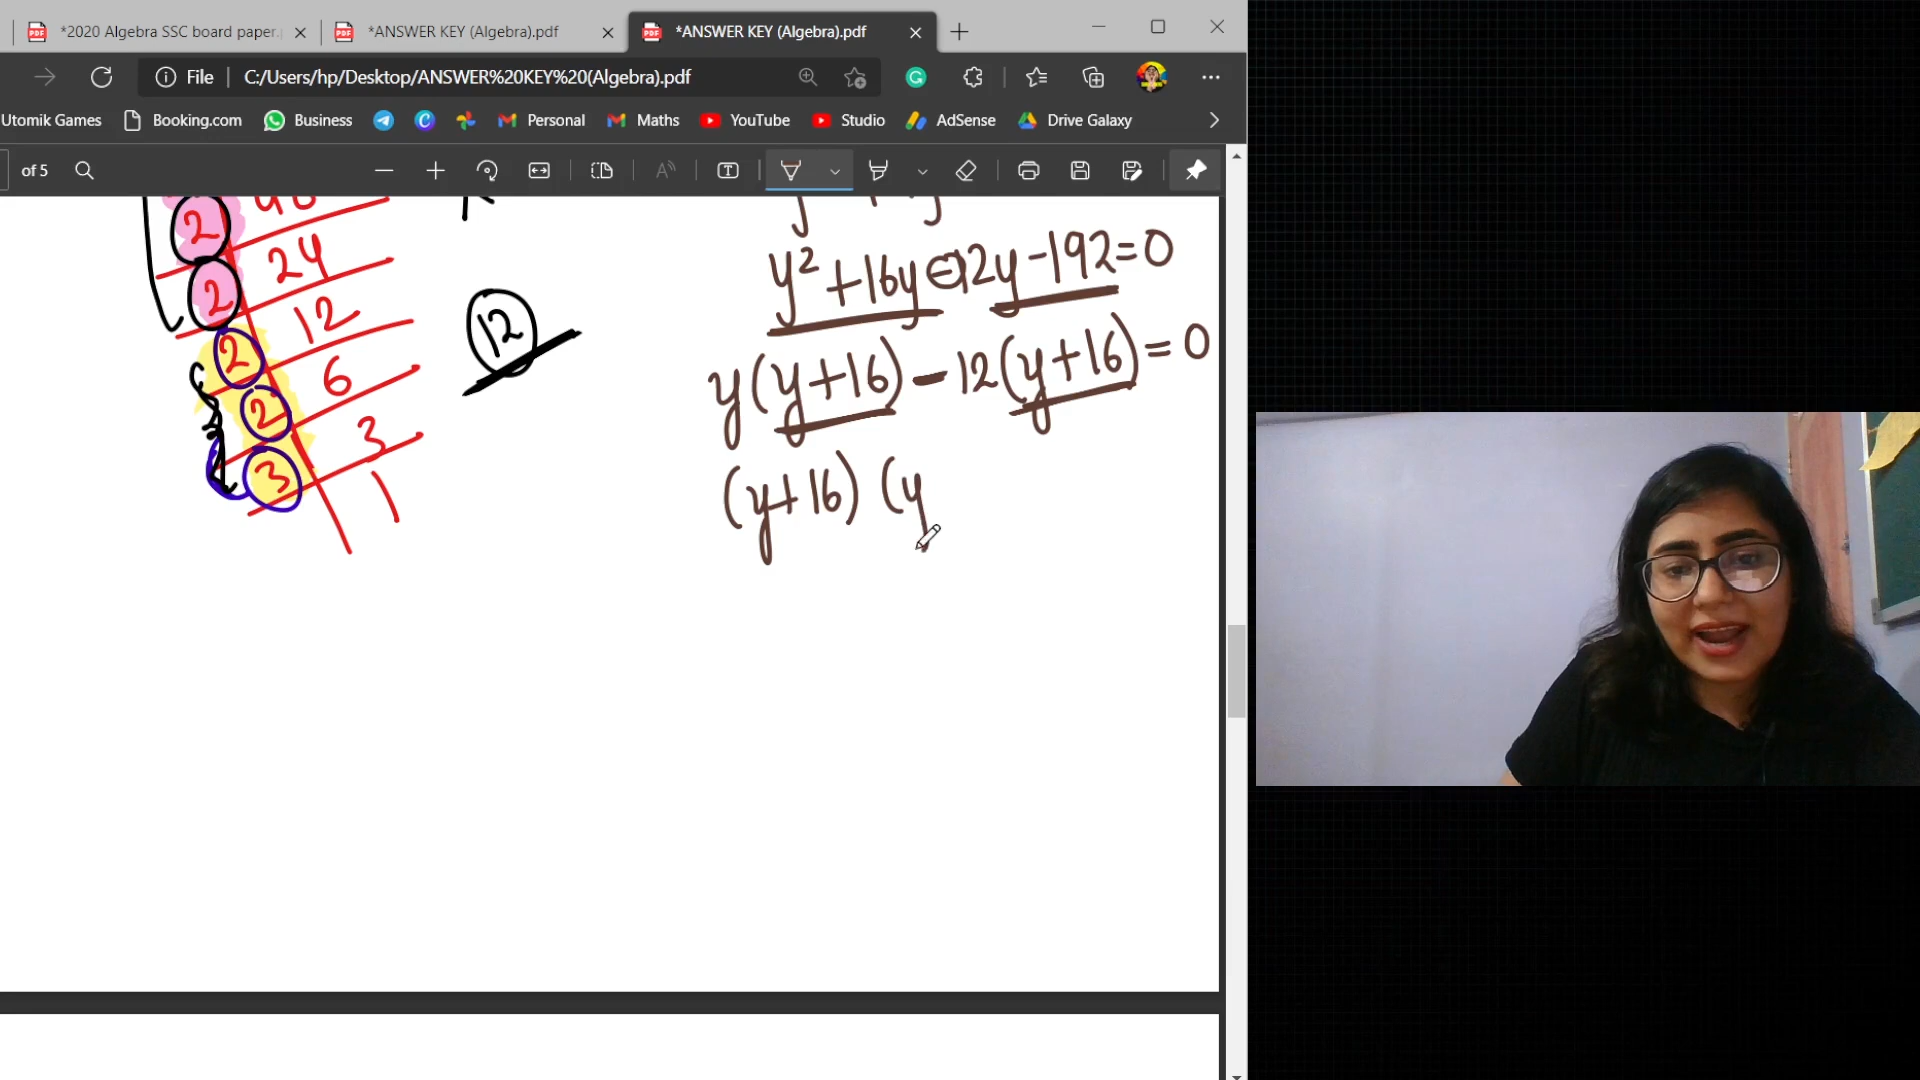 *2020 Algebra SSC board paper.p
*ANSWER KEY (Algebra).pdf
*ANSWER KEY (Algebra).pdf
File C:/Users/hp/Desktop/ANSWER%20KEY%20(Algebra).pdf
Utomik Games Booking.com Business Personal Maths YouTube Studio AdSense Drive Galaxy
of 5
2
2 24
2 12
2 6
2 3
3 1
12
y² + 16y - 12y - 192 = 0
y (y + 16) - 12 (y + 16) = 0
(y + 16) (y